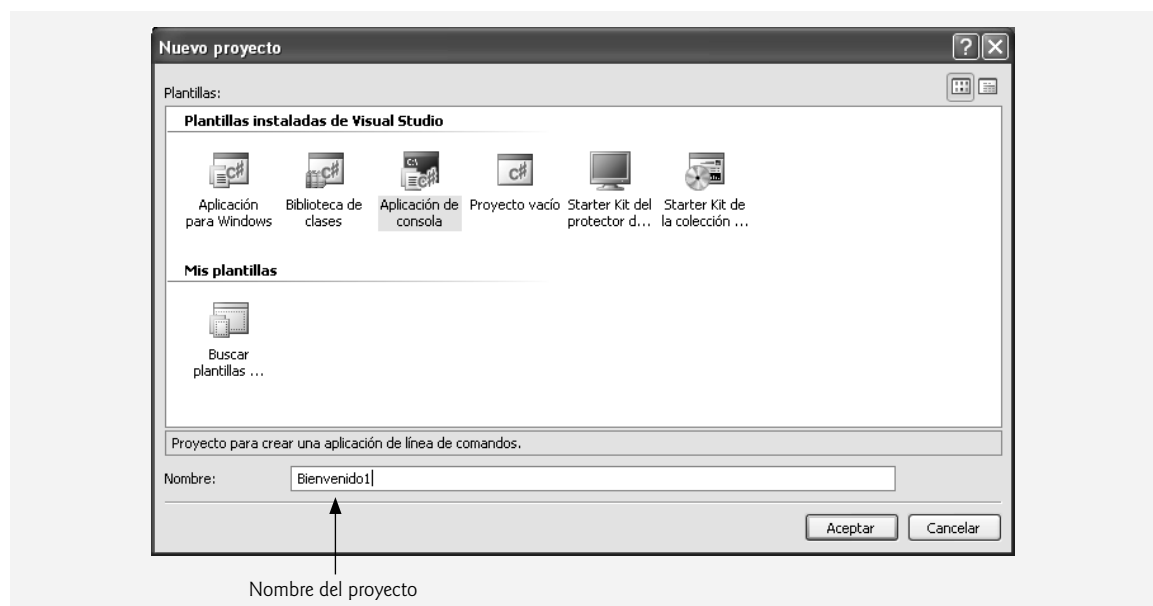 Nuevo proyecto
Plantillas:
Plantillas instaladas de Visual Studio
Aplicación para Windows
Biblioteca de clases
Aplicación de consola
Proyecto vacío
Starter Kit del protector d...
Starter Kit de la colección ...
Mis plantillas
Buscar plantillas ...
Proyecto para crear una aplicación de línea de comandos.
Nombre:
Bienvenido1
Aceptar
Cancelar
Nombre del proyecto